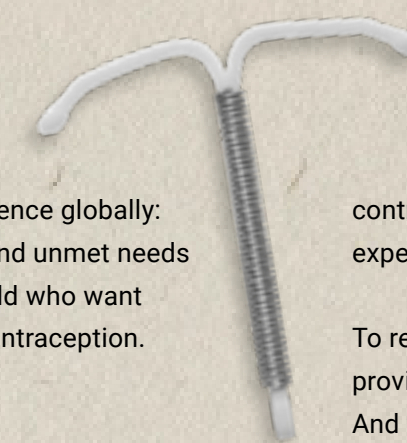 ence globally:
nd unmet needs
ld who want
ntraception.
cont
expe
To re
provi
And